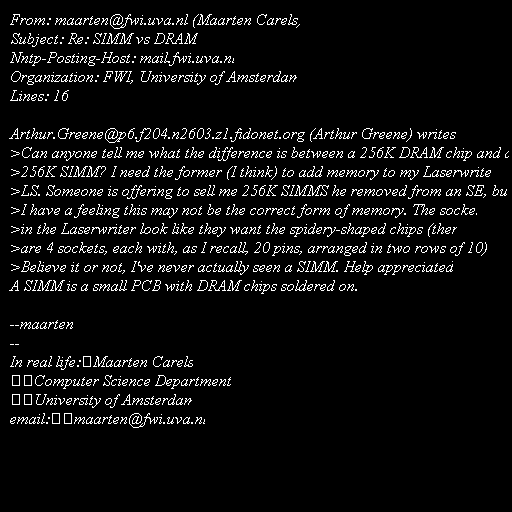 From: maarten@fwi.uva.nl (Maarten Carels)
Subject: Re: SIMM vs DRAM
Nntp-Posting-Host: mail.fwi.uva.nl
Organization: FWI, University of Amsterdan
Lines: 16

Arthur.Greene@p6.f204.n2603.z1.fidonet.org (Arthur Greene) writes
>Can anyone tell me what the difference is between a 256K DRAM chip and
>256K SIMM? I need the former (I think) to add memory to my Laserwrite
>LS. Someone is offering to sell me 256K SIMMS he removed from an SE, bu
>I have a feeling this may not be the correct form of memory. The socke
>in the Laserwriter look like they want the spidery-shaped chips (ther
>are 4 sockets, each with, as I recall, 20 pins, arranged in two rows of 10)
>Believe it or not, I've never actually seen a SIMM. Help appreciated
A SIMM is a small PCB with DRAM chips soldered on.

--maarten
--
In real life: Maarten Carels
Computer Science Department
University of Amsterdan
email: maarten@fwi.uva.nl